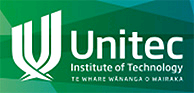 Unitec
Institute of Technology
TE WHARE WĀNANGA O WAIRAKA